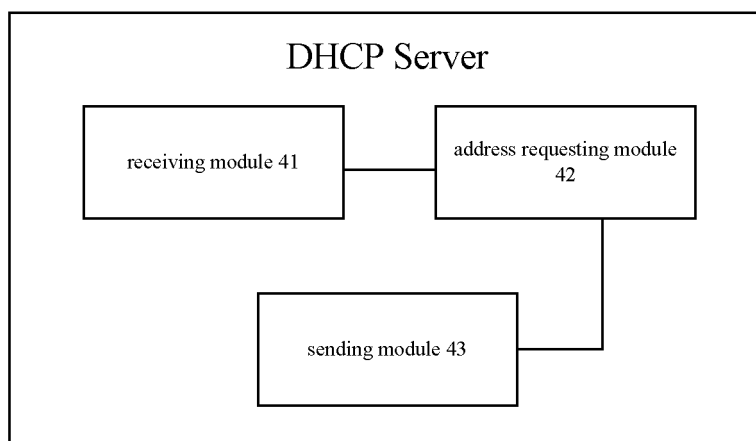 DHCP Server
receiving module 41
address requesting module
42
sending module 43